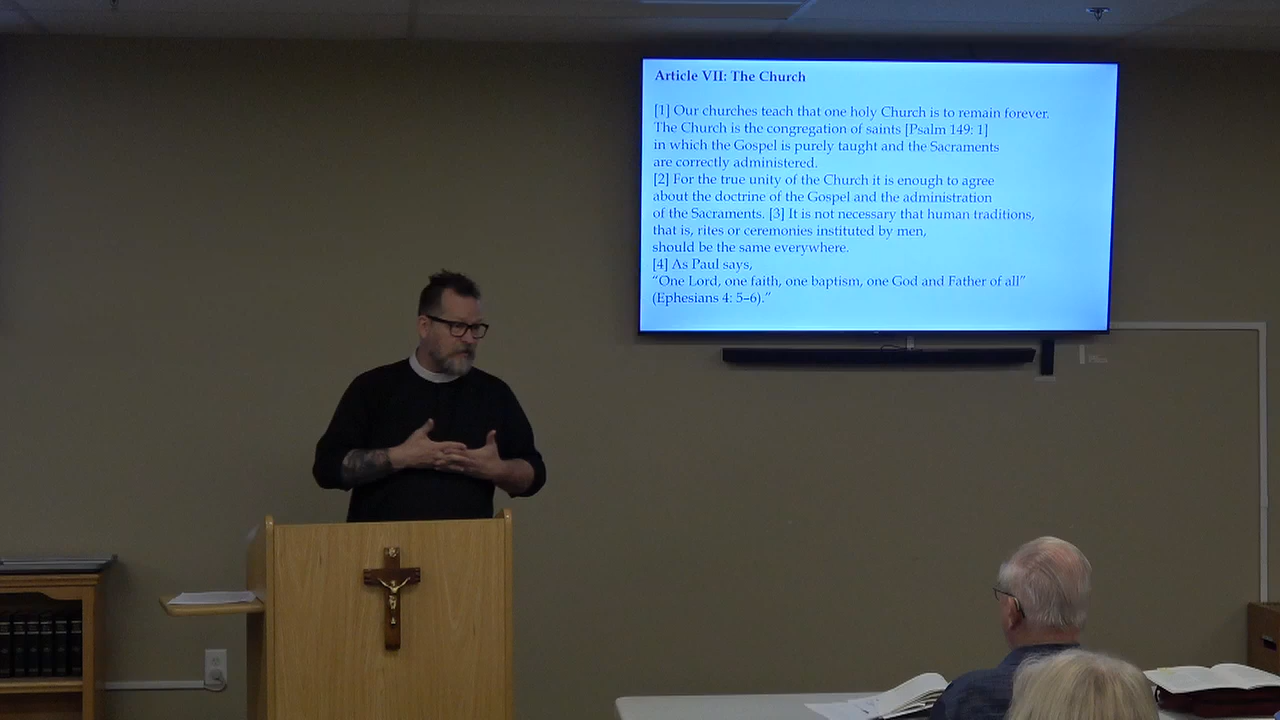 Article VII: The Church
[1] Our churches teach that one holy Church is to remain forever.
The Church is the congregation of saints [Psalm 149: 1]
in which the Gospel is purely taught and the Sacraments
are correctly administered.
[2] For the true unity of the Church it is enough to agree
about the doctrine of the Gospel and the administration
of the Sacraments. [3] It is not necessary that human traditions,
that is, rites or ceremonies instituted by men,
should be the same everywhere.
[4] As Paul says,
“One Lord, one faith, one baptism, one God and Father of all”
(Ephesians 4: 5–6).”